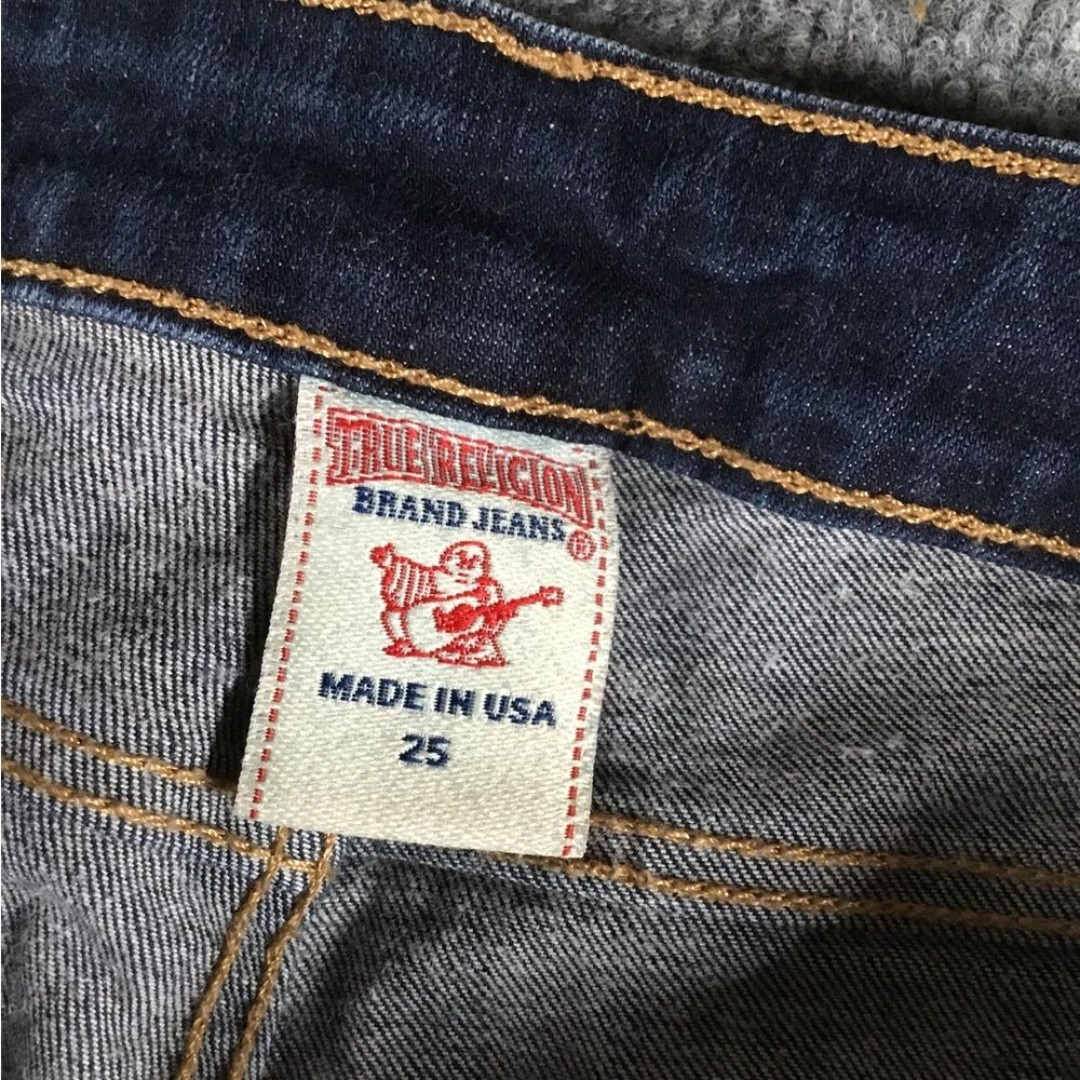 TRUE RELIGION
BRAND JEANS ®
MADE IN USA
25